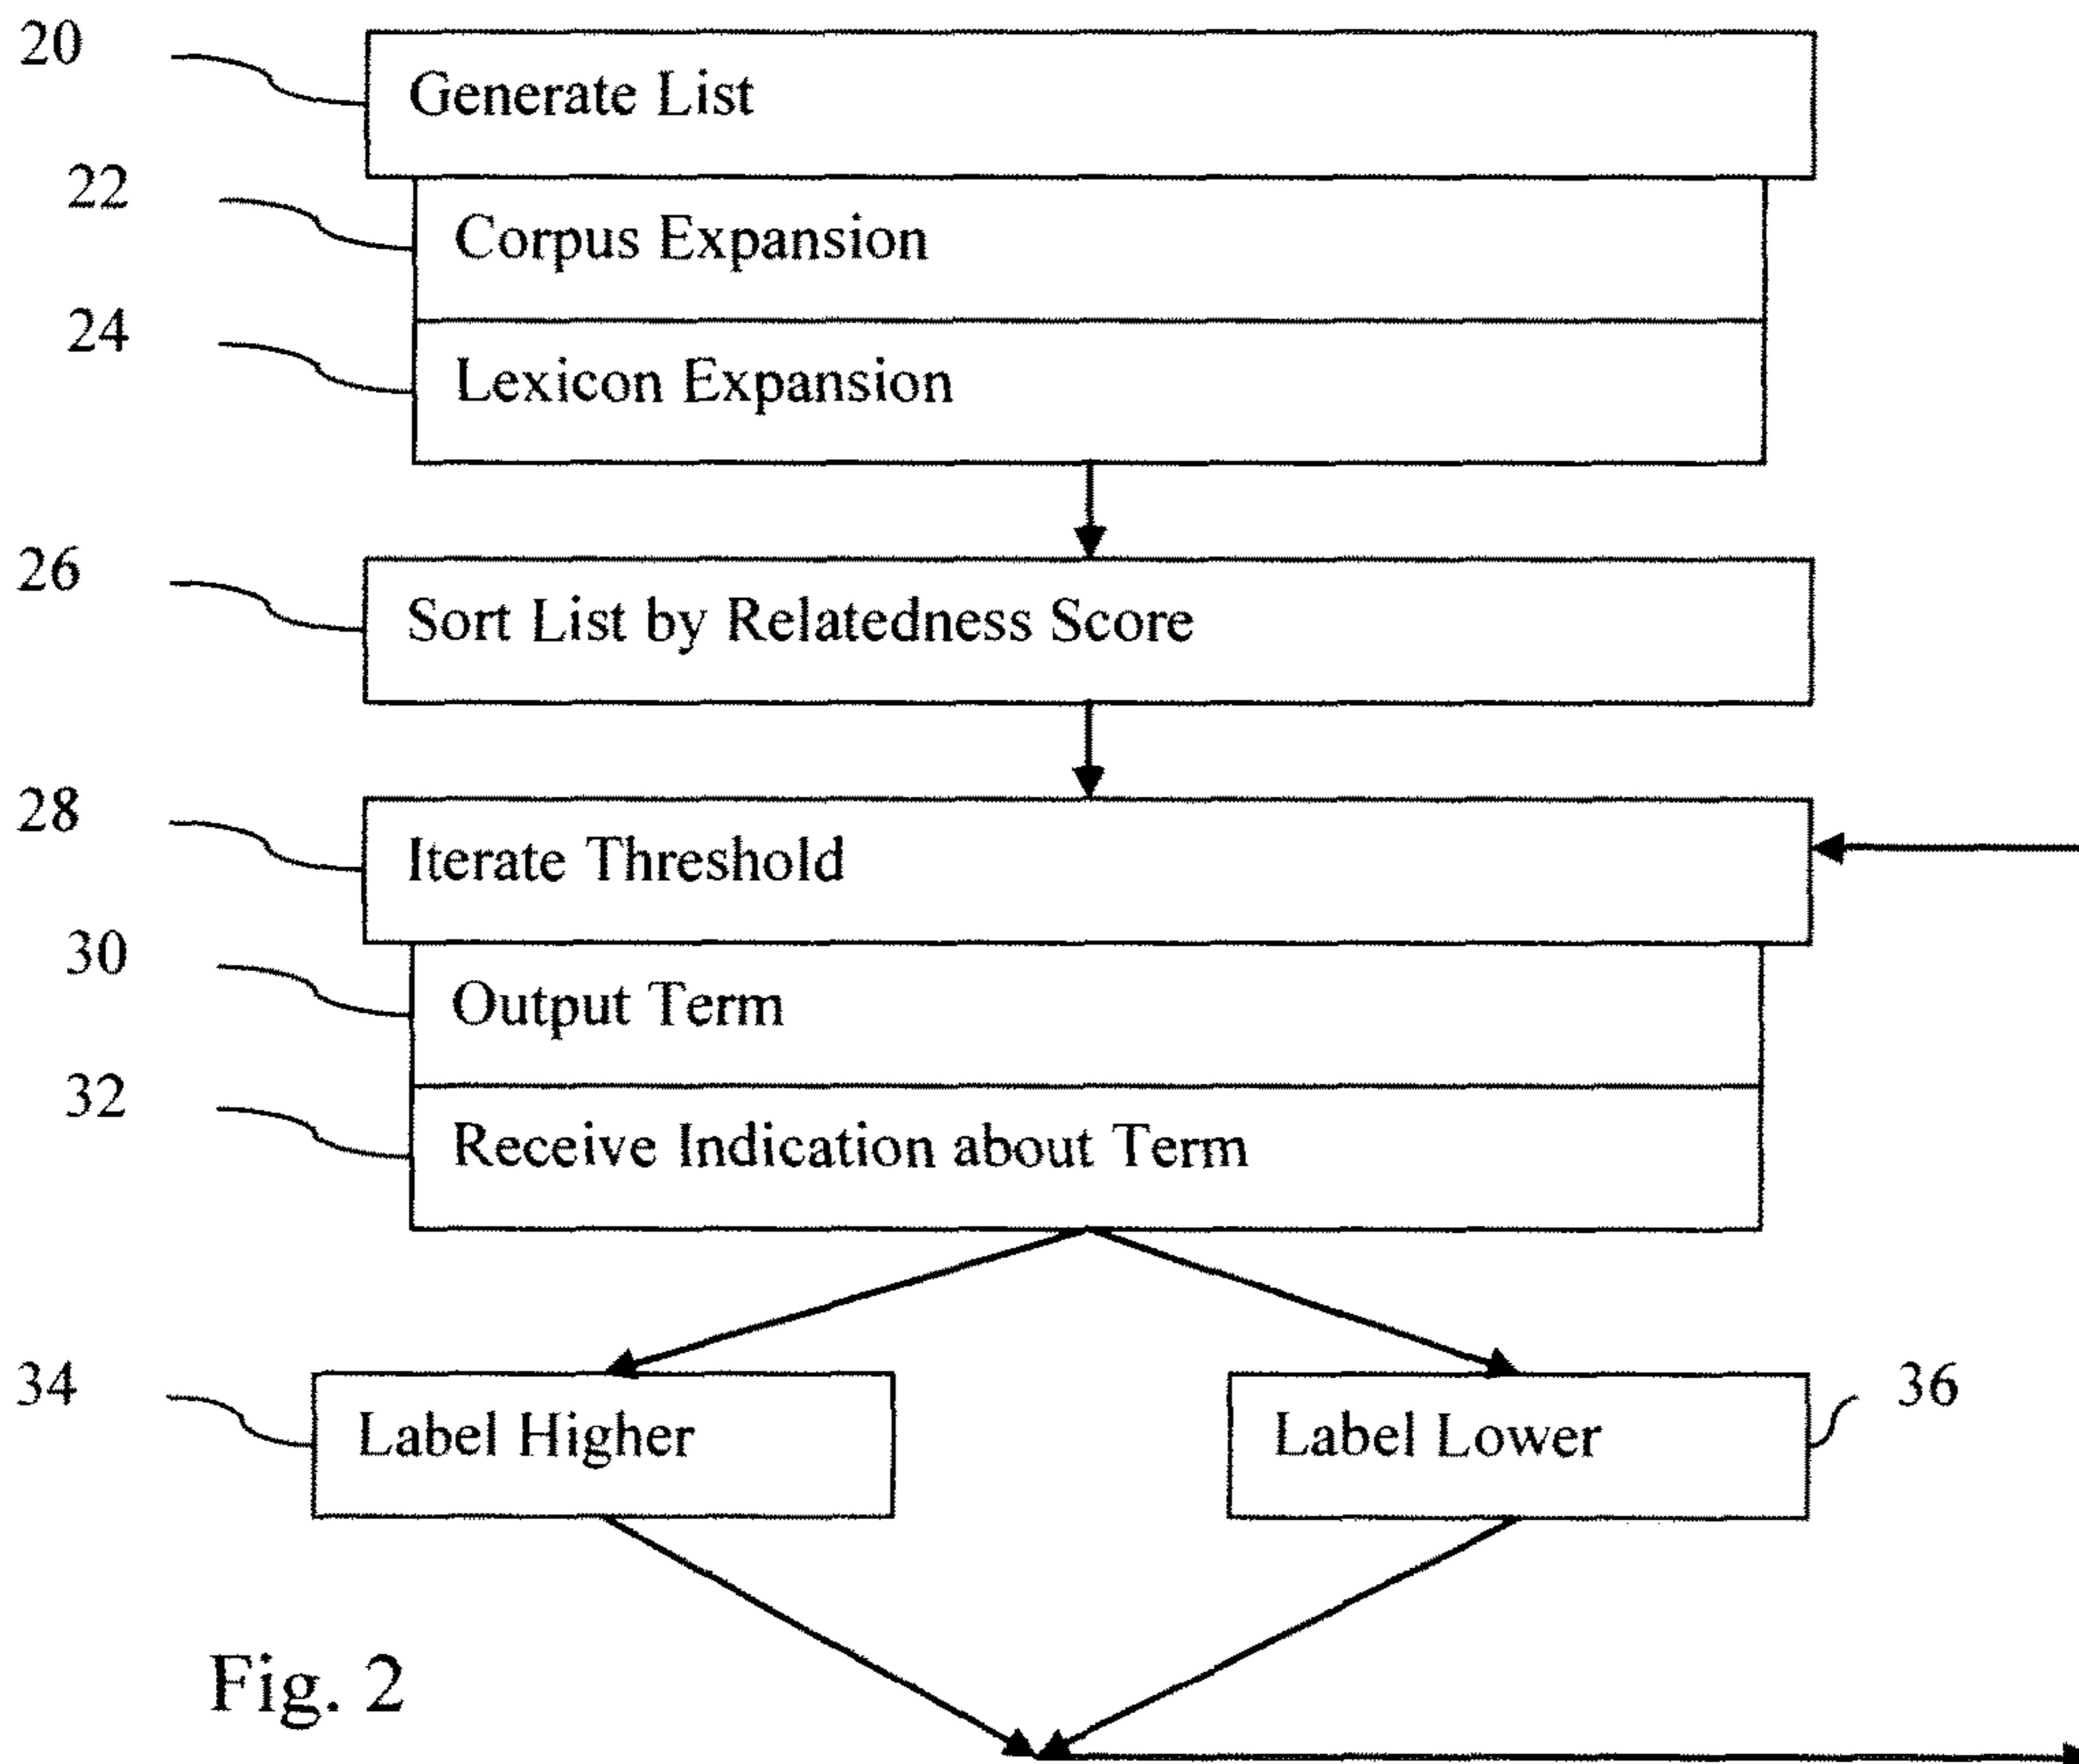 20
Generate List
22
Corpus Expansion
24
Lexicon Expansion
26
Sort List by Relatedness Score
28
Iterate Threshold
30
Output Term
32
Receive Indication about Term
34
Label Higher
Label Lower
36
Fig. 2